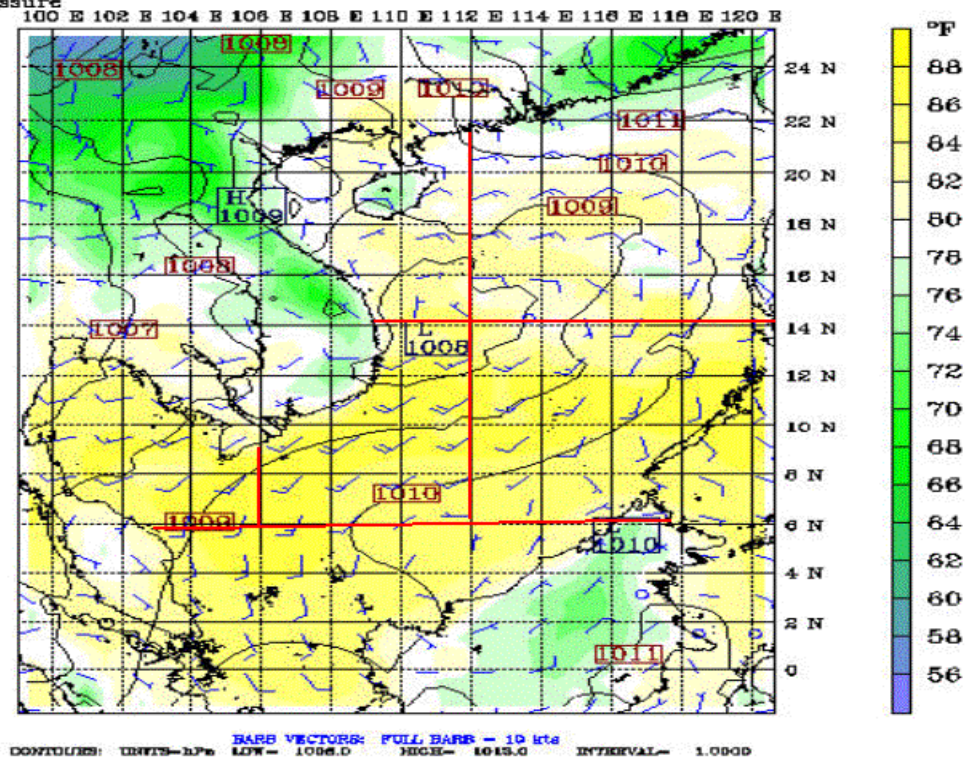 ssure
100 E 102 E 104 E 106 E 108 E 110 E 112 E 114 E 116 E 118 E 120 E
°F
1008
1008
24 N
88
1009
1012
86
1011
22 N
84
1010
20 N
82
H
1009
1009
18 N
80
1008
16 N
78
76
1007
L
1008
14 N
74
12 N
72
70
10 N
68
8 N
66
1010
1009
6 N
64
L
1010
62
4 N
60
2 N
58
1011
0
56
BARB VECTORS: FULL BARB = 10 kts
CONTOURS: UNITS=hPa LOW= 1006.0 HIGH= 1013.0 INTERVAL= 1.0000